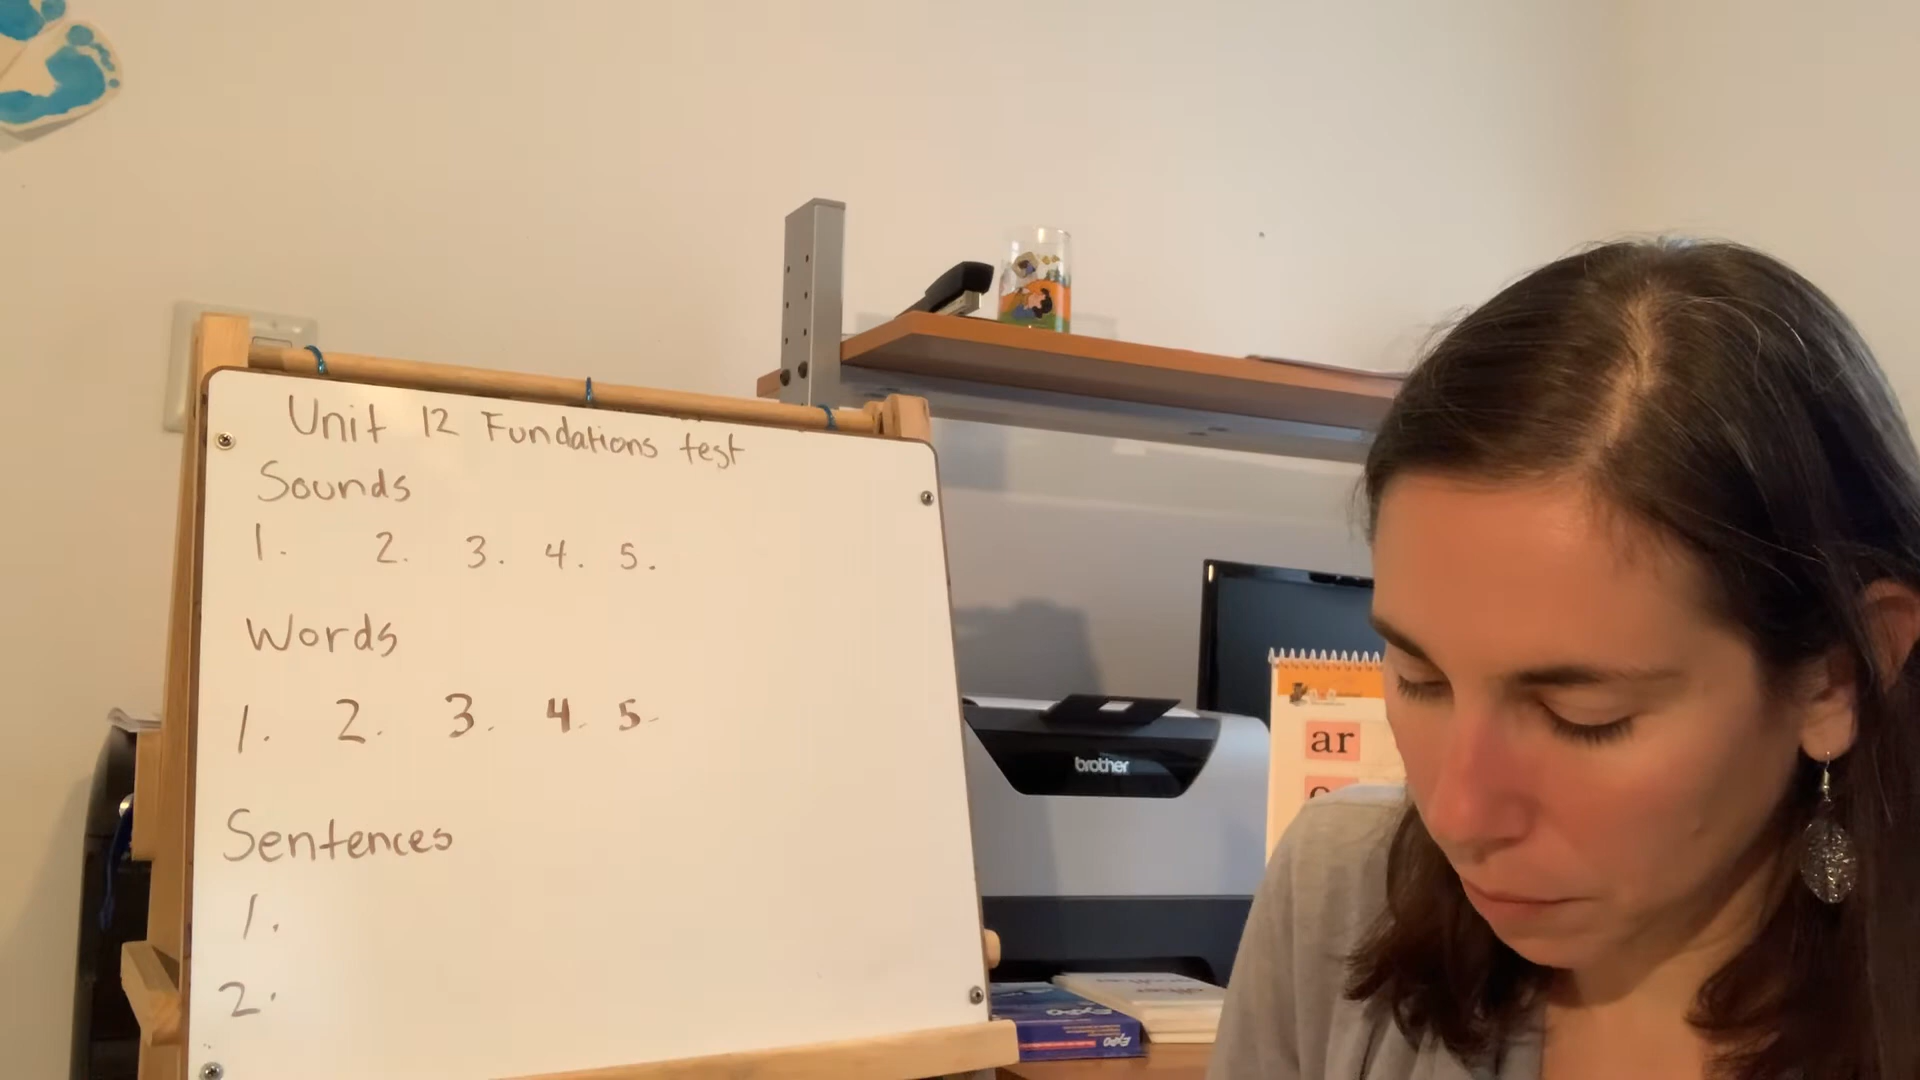 Unit 12 Fundations test
Sounds
1. 2. 3. 4. 5.
Words
1. 2. 3. 4. 5.
Sentences
1.
2.
brother
ar
EXPO